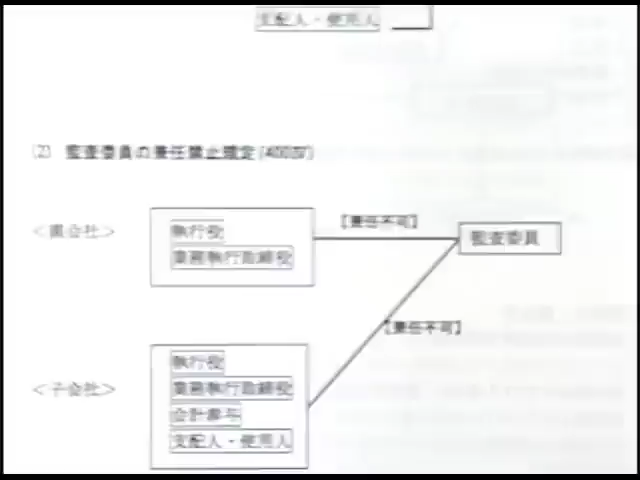 支配人・使用人
(2) 監査委員の兼任禁止規定(400Ⅳ)
<親会社>
執行役
業務執行取締役
【兼任不可】
監査委員
【兼任不可】
<子会社>
執行役
業務執行取締役
会計参与
支配人・使用人